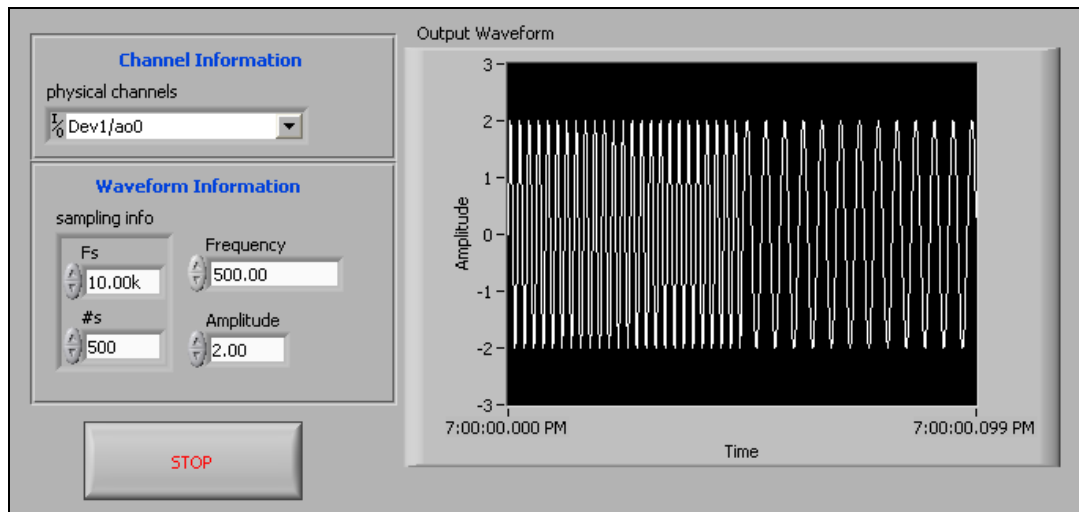 Channel Information
physical channels
I/O Dev1/ao0
Waveform Information
sampling info
Fs
10.00k
#s
500
Frequency
500.00
Amplitude
2.00
STOP
Output Waveform
Amplitude
3
2
1
0
-1
-2
-3
7:00:00.000 PM
7:00:00.099 PM
Time